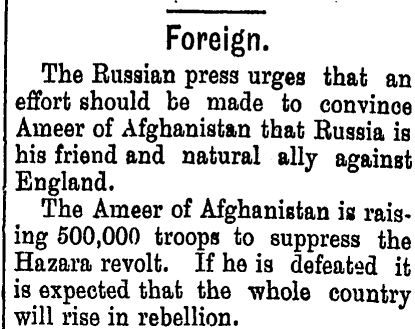 Foreign.
The Russian press urges that an
effort should be made to convince
Ameer of Afghanistan that Russia is
his friend and natural ally against
England.
The Ameer of Afghanistan is rais-
ing 500,000 troops to suppress the
Hazara revolt. If he is defeated it
is expected that the whole country
will rise in rebellion.